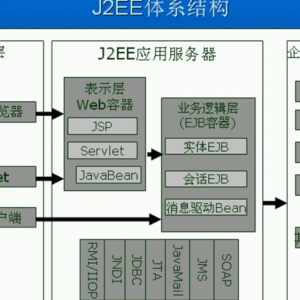 J2EE体系结构
层
J2EE应用服务器
企
表示层
Web容器
JSP
Servlet
JavaBean
业务逻辑层
(EJB容器)
实体EJB
会话EJB
消息驱动Bean
览器
et
户端
RMI/IIOP
JNDI
JDBC
JTA
JavaMail
JMS
SOAP